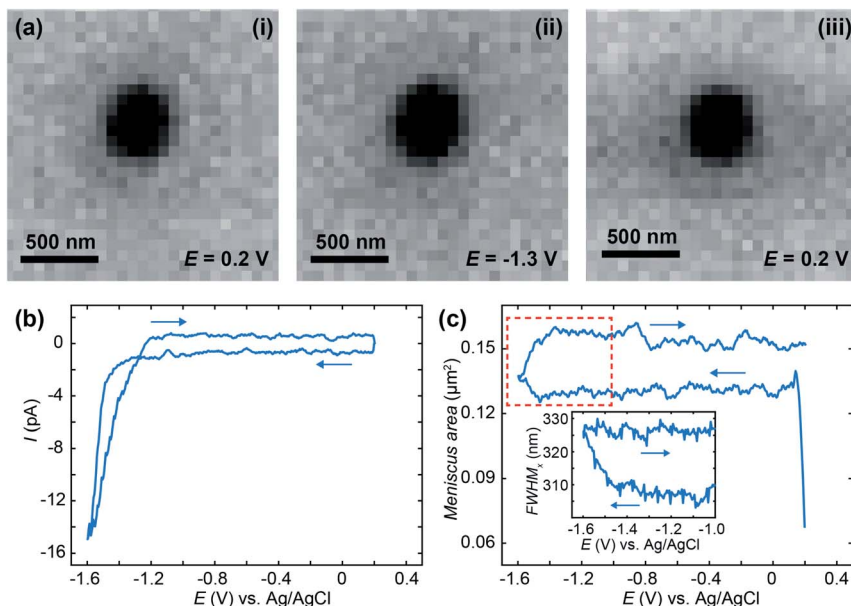 (a) (i) (ii) (iii)
500 nm E = 0.2 V 500 nm E = -1.3 V 500 nm E = 0.2 V
(b)
0
-4
-8
-12
-16
I (pA)
-1.6 -1.2 -0.8 -0.4 0 0.4
E (V) vs. Ag/AgCl
(c)
0.15
0.12
0.09
0.06
Meniscus area (μm²)
330
320
310
FWHMₓ (nm)
-1.6 -1.4 -1.2 -1.0
E (V) vs. Ag/AgCl
-1.6 -1.2 -0.8 -0.4 0 0.4
E (V) vs. Ag/AgCl